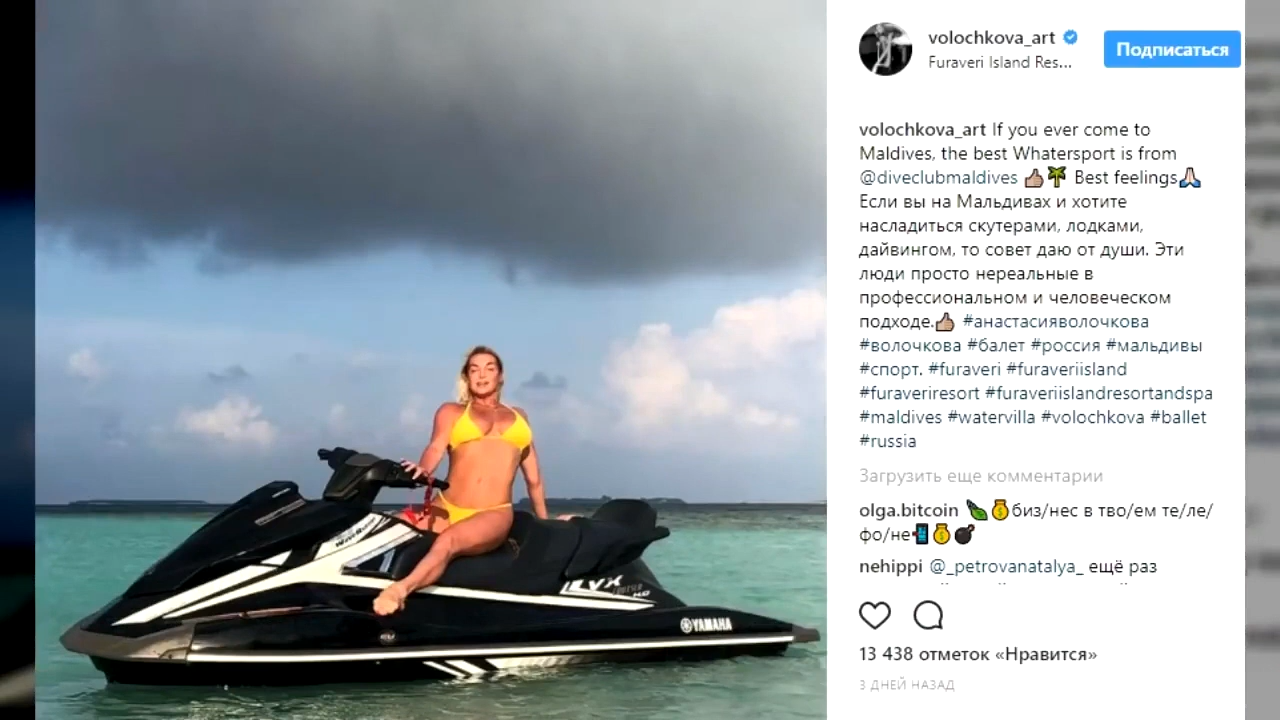 volochkova_art
Furaveri Island Res...
Подписаться
volochkova_art If you ever come to
Maldives, the best Whatersport is from
@diveclubmaldives 👍🏼🌴 Best feelings🙏🏻
Если вы на Мальдивах и хотите
насладиться скутерами, лодками,
дайвингом, то совет даю от души. Эти
люди просто нереальные в
профессиональном и человеческом
подходе.👍🏼 #анастасияволочкова
#волочкова #балет #россия #мальдивы
#спорт. #furaveri #furaveriisland
#furaveriresort #furaveriislandresortandspa
#maldives #watervilla #volochkova #ballet
#russia
Загрузить еще комментарии
olga.bitcoin 🍃💰биз/нес в тво/ем те/ле/
фо/не📲💰💣
nehippi @_petrovanatalya_ ещё раз
13 438 отметок «Нравится»
3 ДНЕЙ НАЗАД
VX
YAMAHA